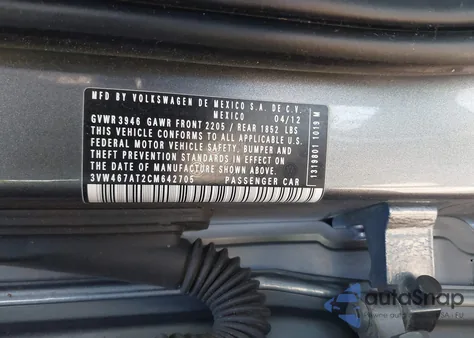 MFD BY VOLKSWAGEN DE MEXICO S.A. DE C.V.
MEXICO 04/12
GVWR 3946 GAWR FRONT 2205 / REAR 1852 LBS
THIS VEHICLE CONFORMS TO ALL APPLICABLE U.S.
FEDERAL MOTOR VEHICLE SAFETY, BUMPER AND
THEFT PREVENTION STANDARDS IN EFFECT ON THE
DATE OF MANUFACTURE SHOWN ABOVE.
3VW467AT2CM642705 PASSENGER CAR
1319801 1019 M
autoSnap